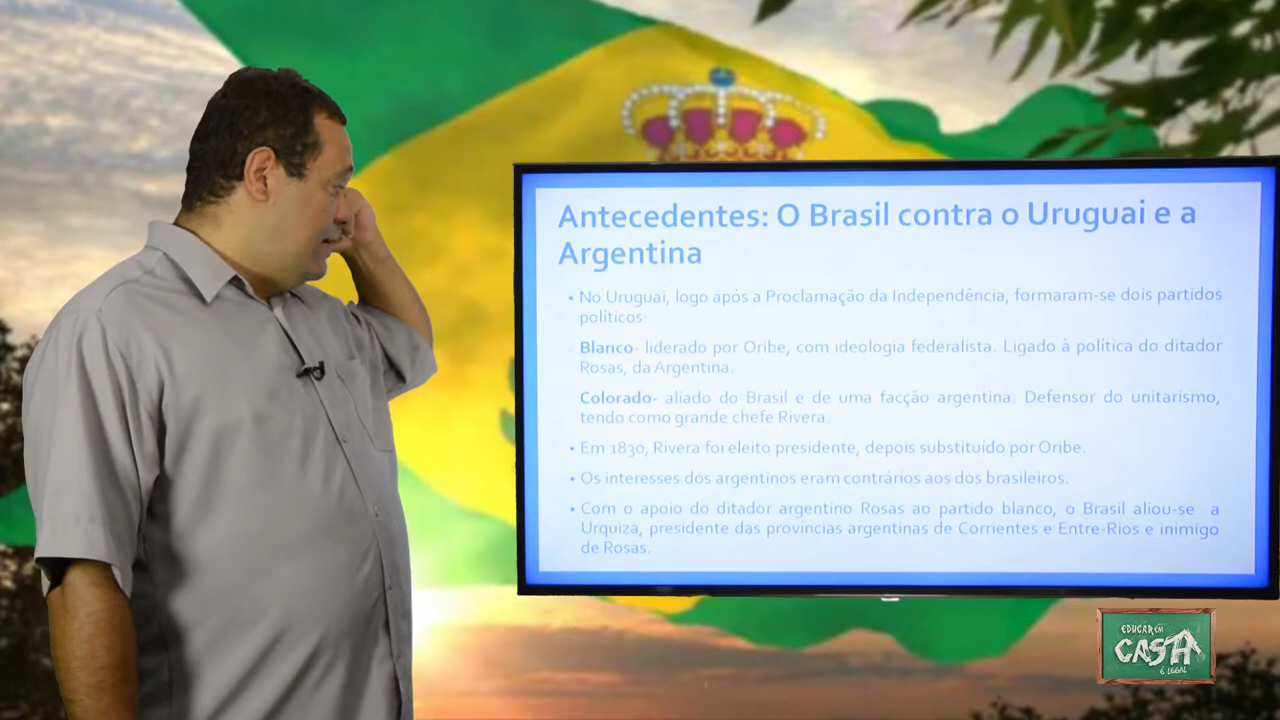 Antecedentes: O Brasil contra o Uruguai e a
Argentina
• No Uruguai, logo após a Proclamação da Independência, formaram-se dois partidos
políticos:
Blanco- liderado por Oribe, com ideologia federalista. Ligado à política do ditador
Rosas, da Argentina.
Colorado- aliado do Brasil e de uma facção argentina. Defensor do unitarismo,
tendo como grande chefe Rivera.
• Em 1830, Rivera foi eleito presidente, depois substituído por Oribe.
• Os interesses dos argentinos eram contrários aos dos brasileiros.
• Com o apoio do ditador argentino Rosas ao partido blanco, o Brasil aliou-se a
Urquiza, presidente das províncias argentinas de Corrientes e Entre-Rios e inimigo
de Rosas.
EDUCAR EM
CASA
É LEGAL